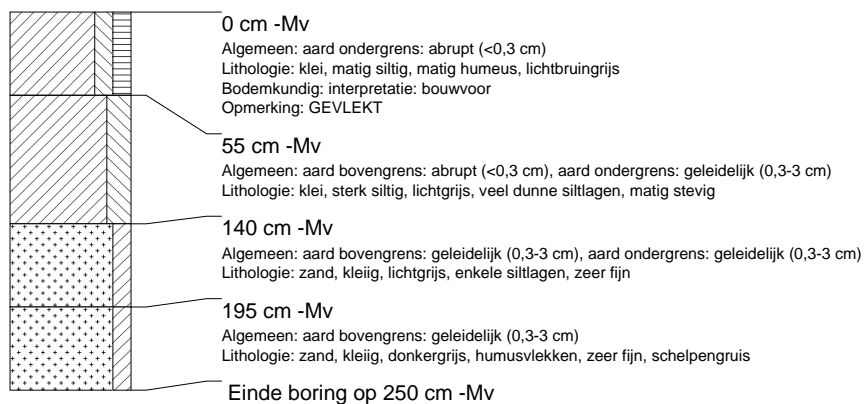 0 cm -Mv
Algemeen: aard ondergrens: abrupt (<0,3 cm)
Lithologie: klei, matig siltig, matig humeus, lichtbruingrijs
Bodemkundig: interpretatie: bouwvoor
Opmerking: GEVLEKT
55 cm -Mv
Algemeen: aard bovengrens: abrupt (<0,3 cm), aard ondergrens: geleidelijk (0,3-3 cm)
Lithologie: klei, sterk siltig, lichtgrijs, veel dunne siltlagen, matig stevig
140 cm -Mv
Algemeen: aard bovengrens: geleidelijk (0,3-3 cm), aard ondergrens: geleidelijk (0,3-3 cm)
Lithologie: zand, kleiig, lichtgrijs, enkele siltlagen, zeer fijn
195 cm -Mv
Algemeen: aard bovengrens: geleidelijk (0,3-3 cm)
Lithologie: zand, kleiig, donkergrijs, humusvlekken, zeer fijn, schelpengruis
Einde boring op 250 cm -Mv